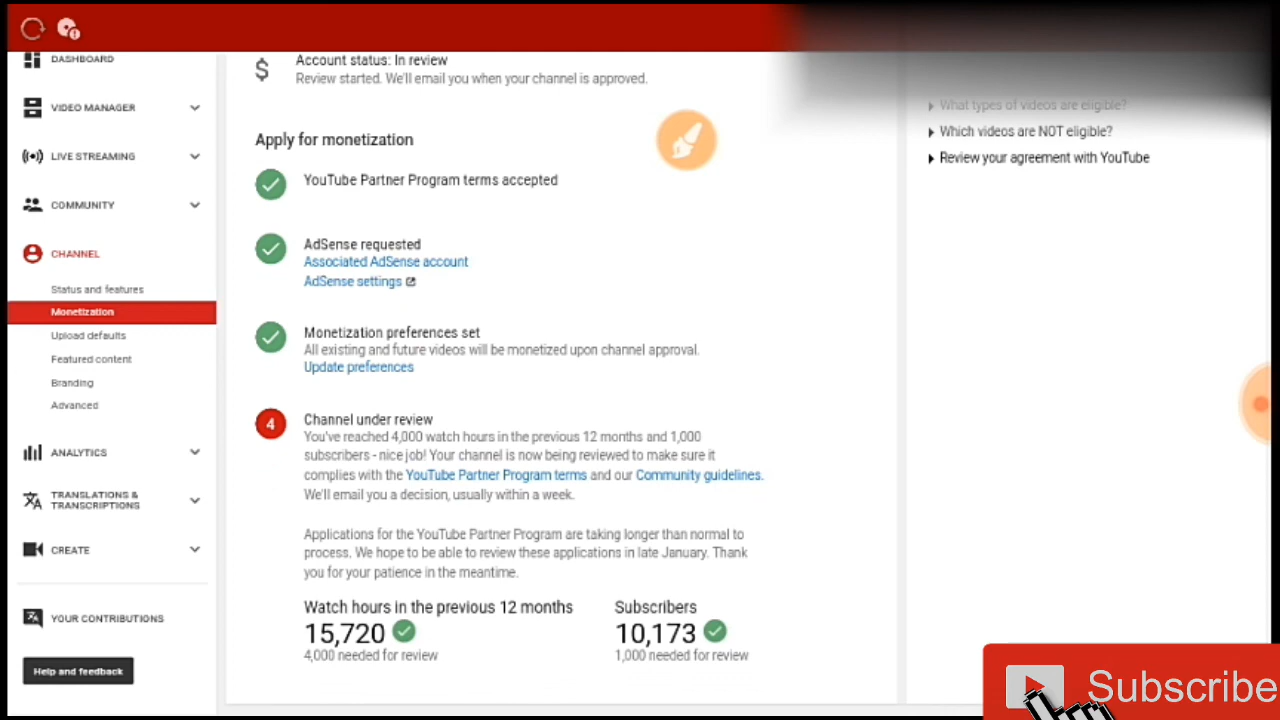 DASHBOARD
VIDEO MANAGER
LIVE STREAMING
COMMUNITY
CHANNEL
Status and features
Monetization
Upload defaults
Featured content
Branding
Advanced
ANALYTICS
TRANSLATIONS &
TRANSCRIPTIONS
CREATE
YOUR CONTRIBUTIONS
Help and feedback
Account status: In review
Review started. We'll email you when your channel is approved.
Apply for monetization
YouTube Partner Program terms accepted
AdSense requested
Associated AdSense account
AdSense settings
Monetization preferences set
All existing and future videos will be monetized upon channel approval.
Update preferences
4
Channel under review
You've reached 4,000 watch hours in the previous 12 months and 1,000
subscribers - nice job! Your channel is now being reviewed to make sure it
complies with the YouTube Partner Program terms and our Community guidelines.
We'll email you a decision, usually within a week.
Applications for the YouTube Partner Program are taking longer than normal to
process. We hope to be able to review these applications in late January. Thank
you for your patience in the meantime.
Watch hours in the previous 12 months
15,720
4,000 needed for review
Subscribers
10,173
1,000 needed for review
What types of videos are eligible?
Which videos are NOT eligible?
Review your agreement with YouTube
Subscribe